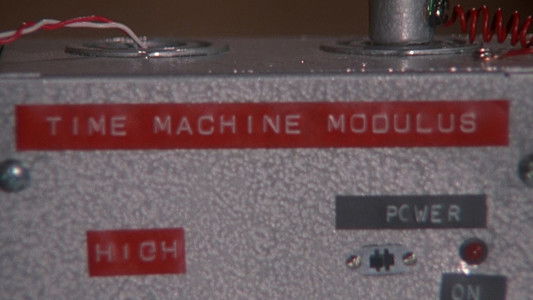 TIME MACHINE MODULUS
POWER
HIGH
ON